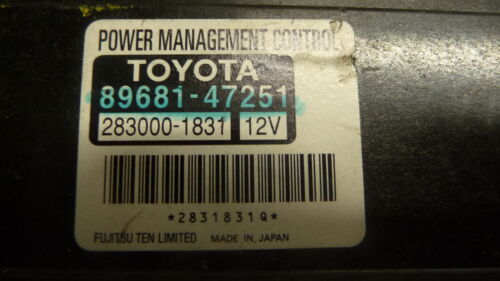 POWER MANAGEMENT CONTROL
TOYOTA
89681-47251
283000-1831 12V
*2831831Q*
FUJITSU TEN LIMITED MADE IN JAPAN